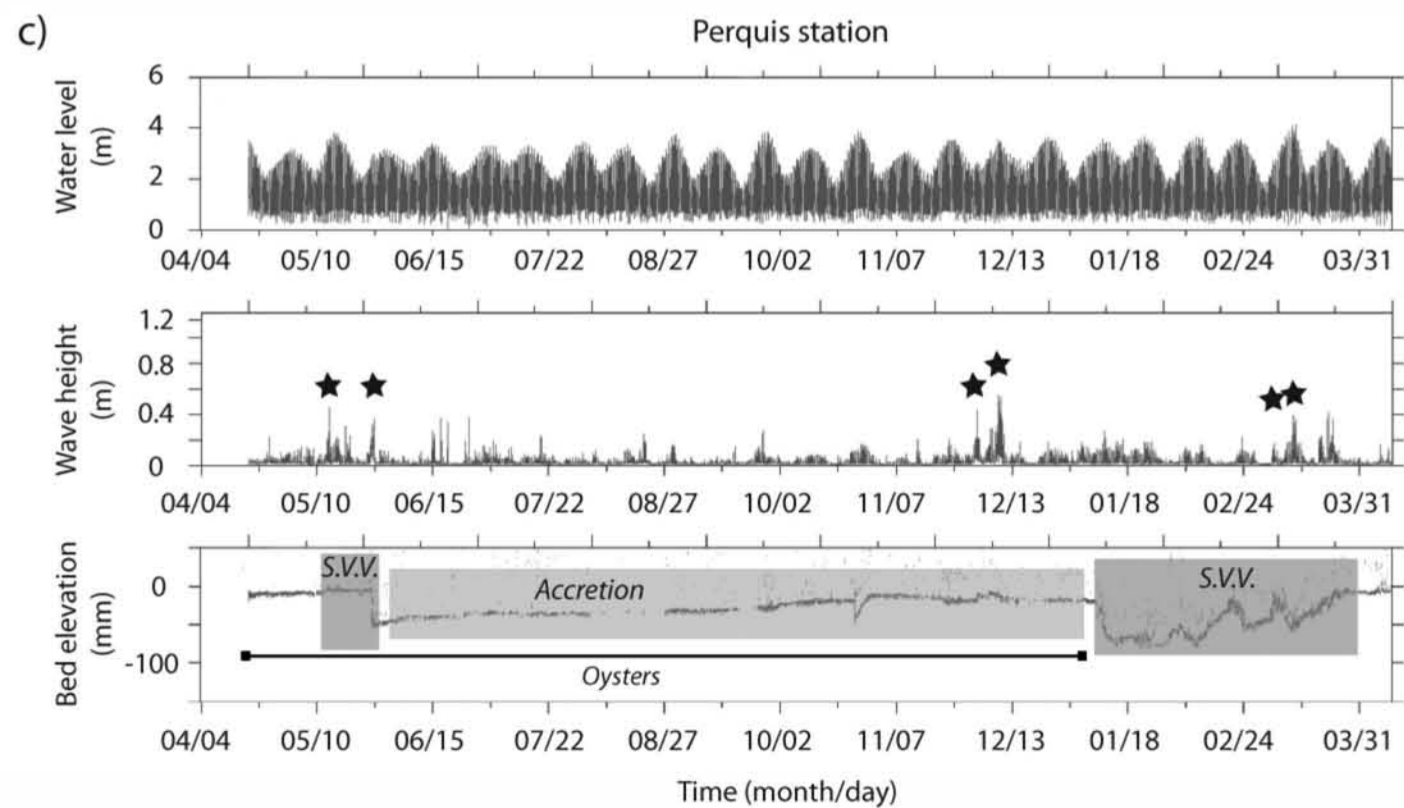 c)
Perquis station
Water level
(m)
6
4
2
0
04/04 05/10 06/15 07/22 08/27 10/02 11/07 12/13 01/18 02/24 03/31
Wave height
(m)
1.2
0.8
0.4
0
04/04 05/10 06/15 07/22 08/27 10/02 11/07 12/13 01/18 02/24 03/31
Bed elevation
(mm)
0
-100
S.V.V.
Accretion
S.V.V.
Oysters
04/04 05/10 06/15 07/22 08/27 10/02 11/07 12/13 01/18 02/24 03/31
Time (month/day)